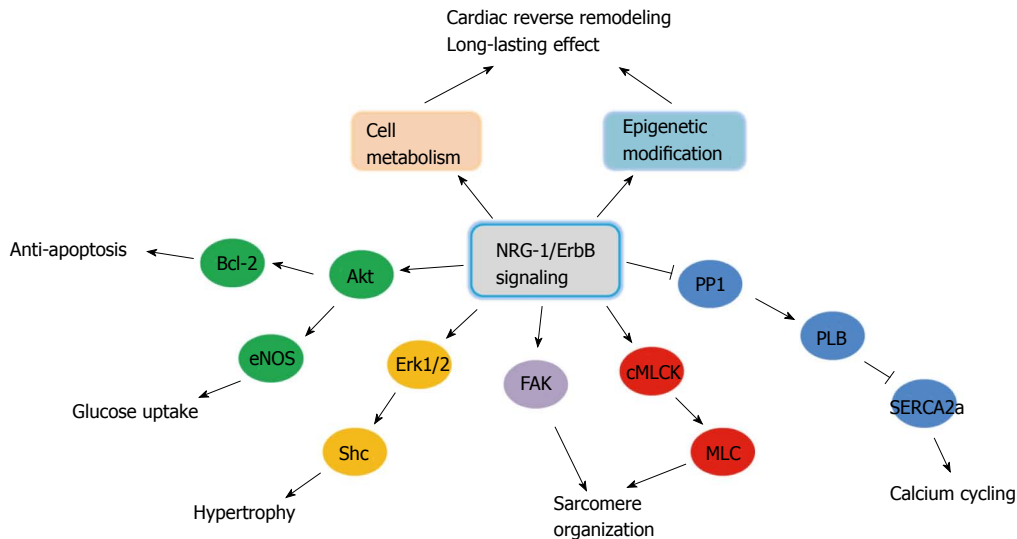 Cardiac reverse remodeling
Long-lasting effect
Cell
metabolism
Epigenetic
modification
NRG-1/ErbB
signaling
Anti-apoptosis
Bcl-2
Akt
PP1
eNOS
Erk1/2
FAK
cMLCK
PLB
Glucose uptake
SERCA2a
Shc
MLC
Hypertrophy
Sarcomere
organization
Calcium cycling